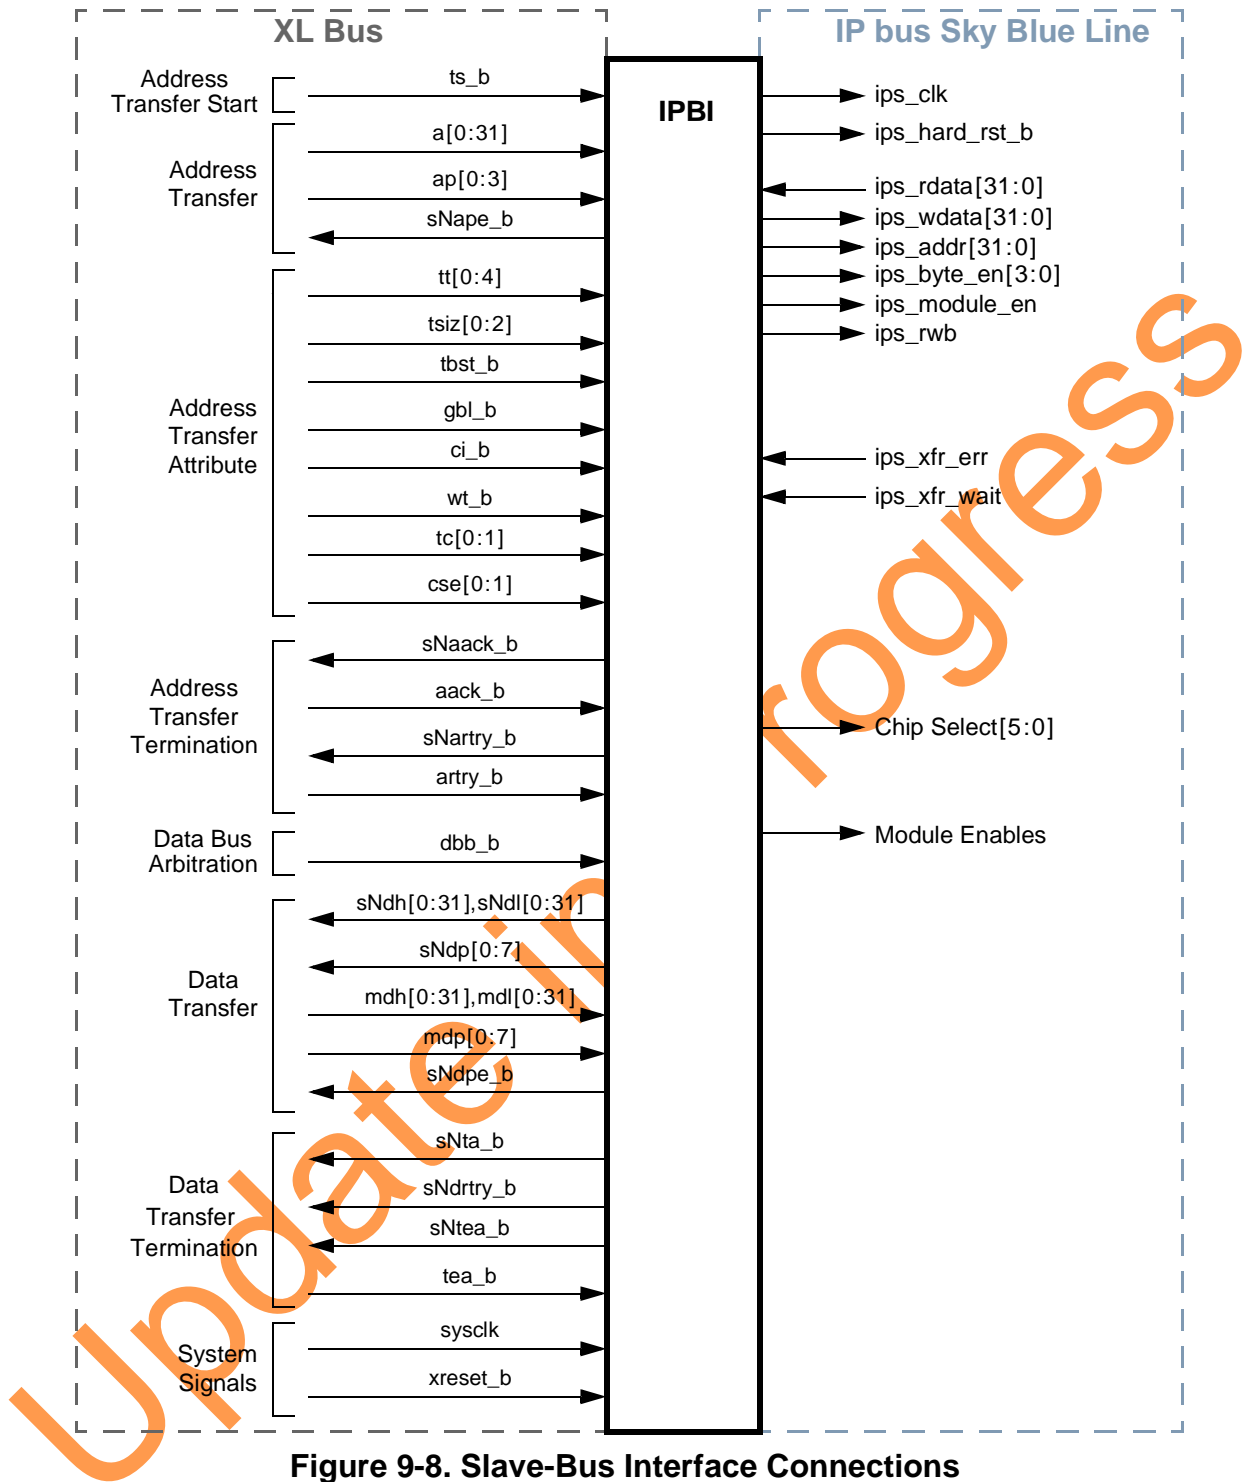 XL Bus
IP bus Sky Blue Line
IPBI
Address
Transfer Start
ts_b
Address
Transfer
a[0:31]
ap[0:3]
sNape_b
Address
Transfer
Attribute
tt[0:4]
tsiz[0:2]
tbst_b
gbl_b
ci_b
wt_b
tc[0:1]
cse[0:1]
Address
Transfer
Termination
sNaack_b
aack_b
sNartry_b
artry_b
Data Bus
Arbitration
dbb_b
Data
Transfer
sNdh[0:31],sNdl[0:31]
sNdp[0:7]
mdh[0:31],mdl[0:31]
mdp[0:7]
sNdpe_b
Data
Transfer
Termination
sNta_b
sNdrtry_b
sNtea_b
tea_b
System
Signals
sysclk
xreset_b
ips_clk
ips_hard_rst_b
ips_rdata[31:0]
ips_wdata[31:0]
ips_addr[31:0]
ips_byte_en[3:0]
ips_module_en
ips_rwb
ips_xfr_err
ips_xfr_wait
Chip Select[5:0]
Module Enables
Update in rogress
Figure 9-8. Slave-Bus Interface Connections